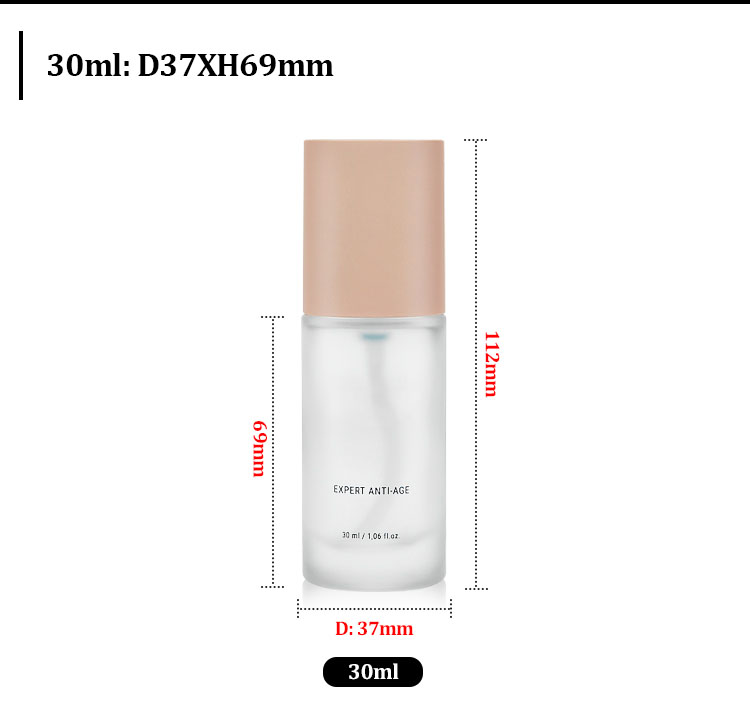 30ml: D37XH69mm
112mm
69mm
EXPERT ANTI-AGE
30 ml / 1,06 fl.oz.
D: 37mm
30ml